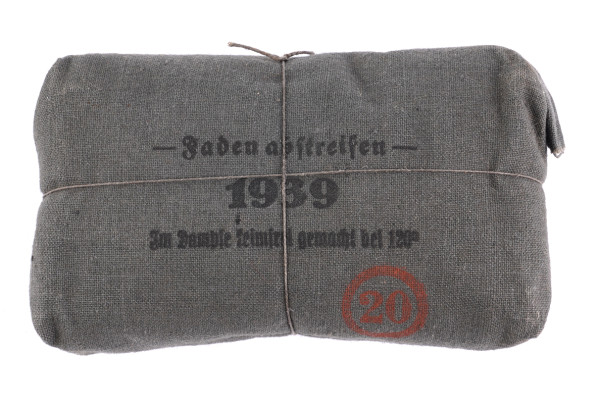 — Faden abstreifen —
1939
Im Dampfe keimfrei gemacht bei 120°
20